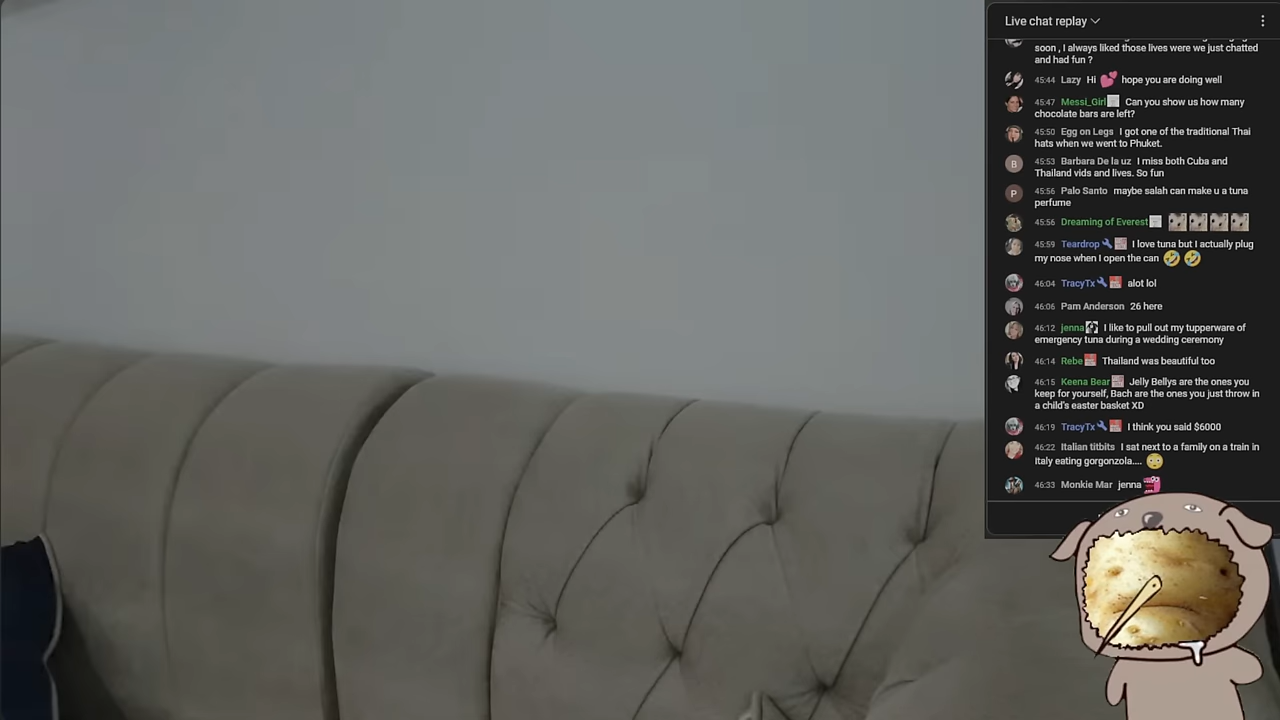 Live chat replay
soon , I always liked those lives were we just chatted
and had fun ?
45:44 Lazy Hi 💕 hope you are doing well
45:47 Messi_Girl Can you show us how many
chocolate bars are left?
45:50 Egg on Legs I got one of the traditional Thai
hats when we went to Phuket.
B 45:53 Barbara De la uz I miss both Cuba and
Thailand vids and lives. So fun
P 45:56 Palo Santo maybe salah can make u a tuna
perfume
45:56 Dreaming of Everest
45:59 Teardrop I love tuna but I actually plug
my nose when I open the can 🤣 🤣
46:04 TracyTx alot lol
46:06 Pam Anderson 26 here
46:12 jenna I like to pull out my tupperware of
emergency tuna during a wedding ceremony
46:14 Rebe Thailand was beautiful too
46:15 Keena Bear Jelly Bellys are the ones you
keep for yourself, Bach are the ones you just throw in
a child's easter basket XD
46:19 TracyTx I think you said $6000
46:22 Italian titbits I sat next to a family on a train in
Italy eating gorgonzola.... 😳
46:33 Monkie Mar jenna